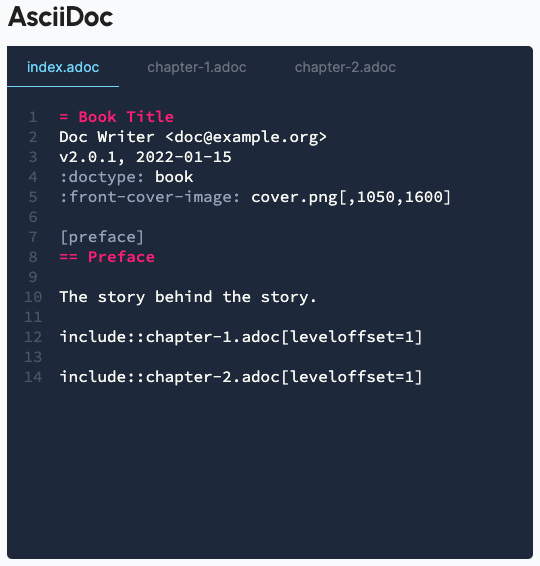 AsciiDoc
index.adoc chapter-1.adoc chapter-2.adoc
1 = Book Title
2 Doc Writer <doc@example.org>
3 v2.0.1, 2022-01-15
4 :doctype: book
5 :front-cover-image: cover.png[,1050,1600]
6
7 [preface]
8 == Preface
9
10 The story behind the story.
11
12 include::chapter-1.adoc[leveloffset=1]
13
14 include::chapter-2.adoc[leveloffset=1]